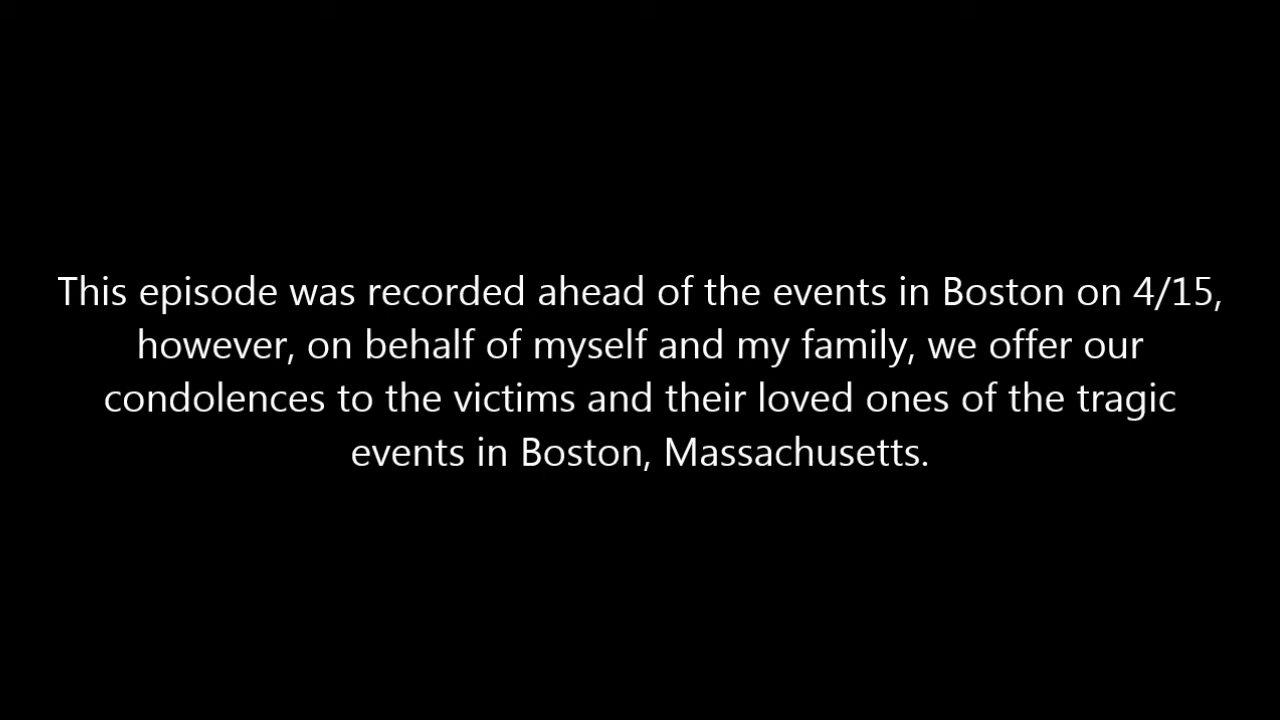 This episode was recorded ahead of the events in Boston on 4/15,
however, on behalf of myself and my family, we offer our
condolences to the victims and their loved ones of the tragic
events in Boston, Massachusetts.